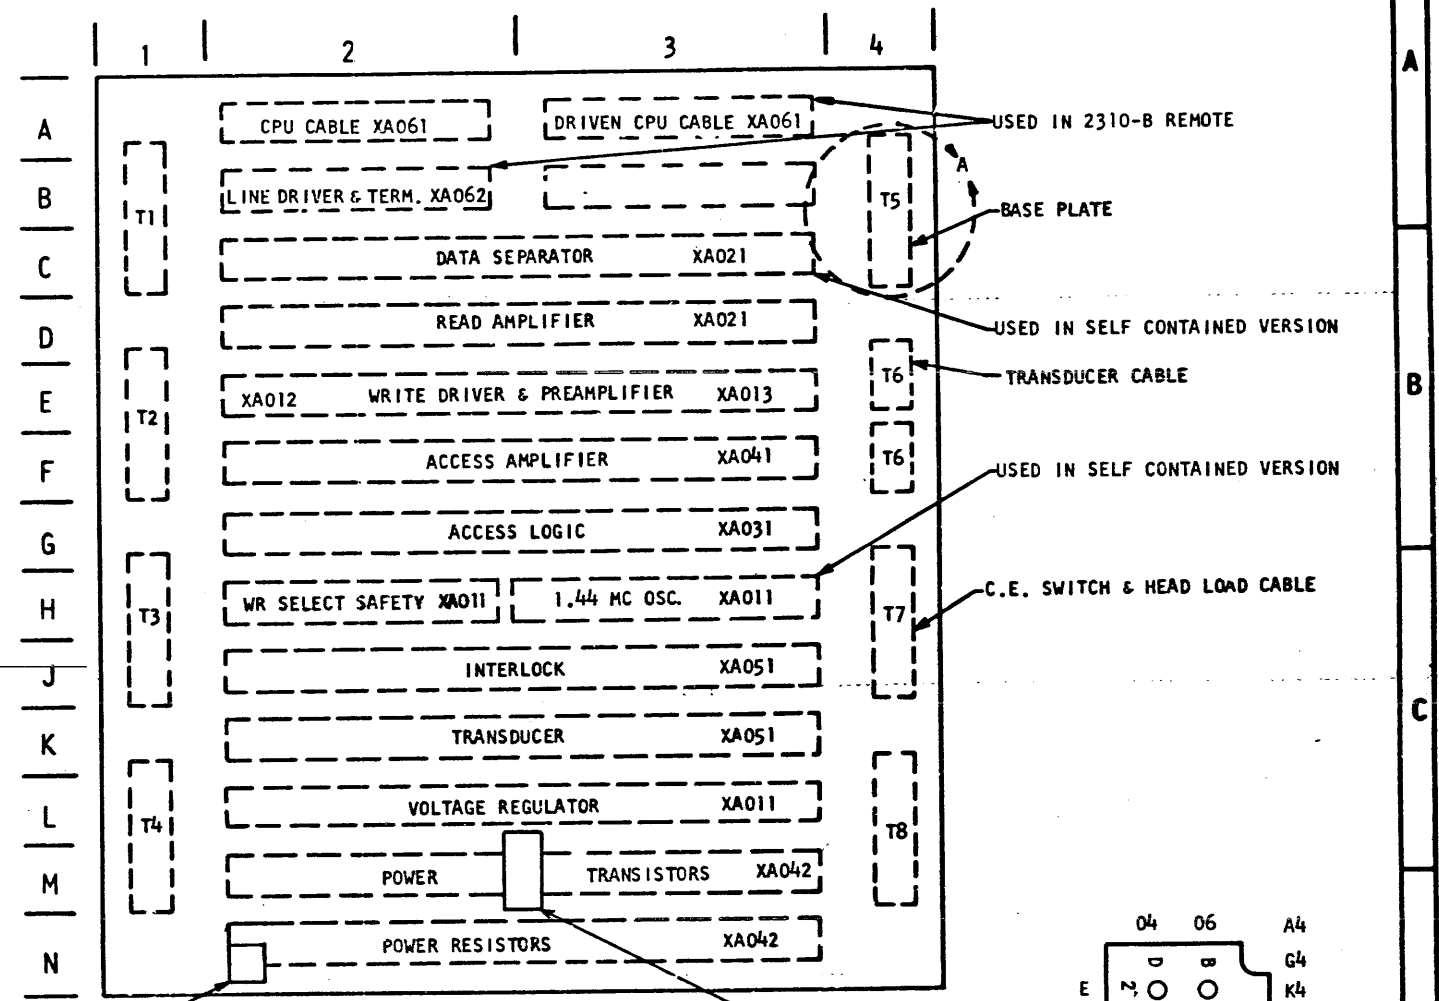 1 2 3 4
A
A
CPU CABLE XA061
DRIVEN CPU CABLE XA061
USED IN 2310-B REMOTE
A
B
T1
LINE DRIVER & TERM. XA062
T5
BASE PLATE
C
DATA SEPARATOR XA021
D
READ AMPLIFIER XA021
USED IN SELF CONTAINED VERSION
T6
TRANSDUCER CABLE
B
E
T2
XA012 WRITE DRIVER & PREAMPLIFIER XA013
F
ACCESS AMPLIFIER XA041
T6
USED IN SELF CONTAINED VERSION
G
ACCESS LOGIC XA031
H
T3
WR SELECT SAFETY XA011
1.44 MC OSC. XA011
T7
C.E. SWITCH & HEAD LOAD CABLE
J
INTERLOCK XA051
C
K
TRANSDUCER XA051
L
T4
VOLTAGE REGULATOR XA011
T8
M
POWER TRANSISTORS XA042
N
POWER RESISTORS XA042
04 06 A4
D B G4
E K4